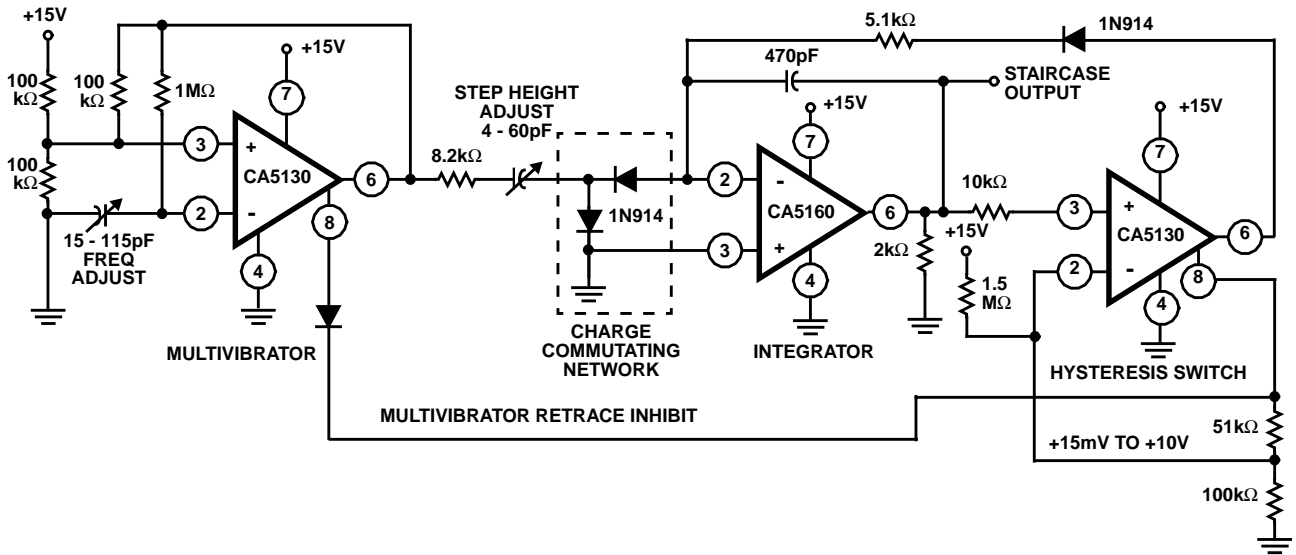 +15V
100
kΩ
100
kΩ
1MΩ
100
kΩ
15 - 115pF
FREQ
ADJUST
+15V
7
3
+
CA5130
6
2
-
8
4
MULTIVIBRATOR
STEP HEIGHT
ADJUST
4 - 60pF
8.2kΩ
1N914
CHARGE
COMMUTATING
NETWORK
5.1kΩ
1N914
470pF
STAIRCASE
OUTPUT
+15V
7
2
-
CA5160
6
3
+
4
INTEGRATOR
2kΩ
10kΩ
+15V
1.5
MΩ
+15V
7
3
+
CA5130
6
2
-
8
4
HYSTERESIS SWITCH
MULTIVIBRATOR RETRACE INHIBIT
51kΩ
+15mV TO +10V
100kΩ